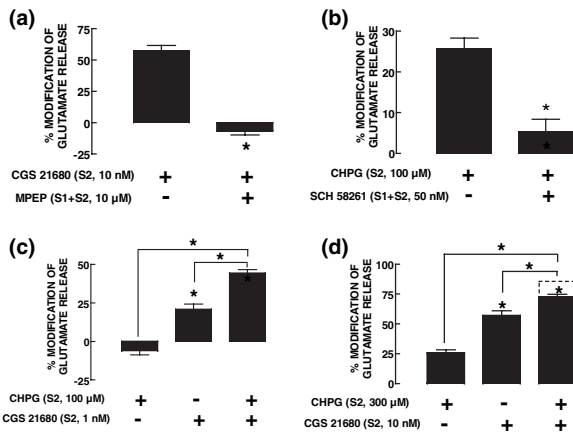 (a)
% MODIFICATION OF
GLUTAMATE RELEASE
75
50
25
0
-25
*
CGS 21680 (S2, 10 nM) + +
MPEP (S1+S2, 10 µM) - +
(b)
% MODIFICATION OF
GLUTAMATE RELEASE
30
20
10
0
*
*
CHPG (S2, 100 µM) + +
SCH 58261 (S1+S2, 50 nM) - +
(c)
% MODIFICATION OF
GLUTAMATE RELEASE
50
25
0
-25
*
*
*
*
CHPG (S2, 100 µM) + - +
CGS 21680 (S2, 1 nM) - + +
(d)
% MODIFICATION OF
GLUTAMATE RELEASE
100
75
50
25
0
*
*
*
*
CHPG (S2, 300 µM) + - +
CGS 21680 (S2, 10 nM) - + +